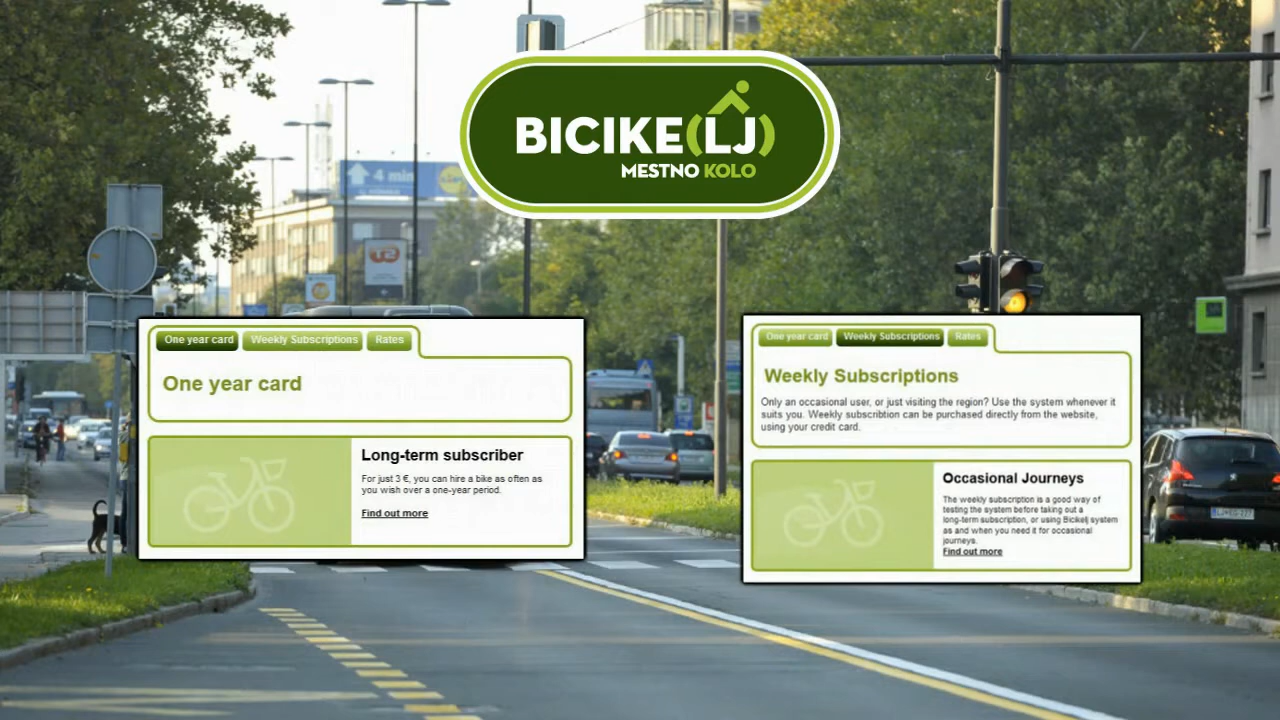 BICIKE(LJ)
MESTNO KOLO
4 min
One year card
Weekly Subscriptions
Rates
One year card
Long-term subscriber
For just 3 €, you can hire a bike as often as
you wish over a one-year period.
Find out more
One year card
Weekly Subscriptions
Rates
Weekly Subscriptions
Only an occasional user, or just visiting the region? Use the system whenever it
suits you. Weekly subscribtion can be purchased directly from the website,
using your credit card.
Occasional Journeys
The weekly subscription is a good way of
testing the system before taking out a
long-term subscription, or using Bicikelj system
as and when you need it for occasional
journeys.
Find out more